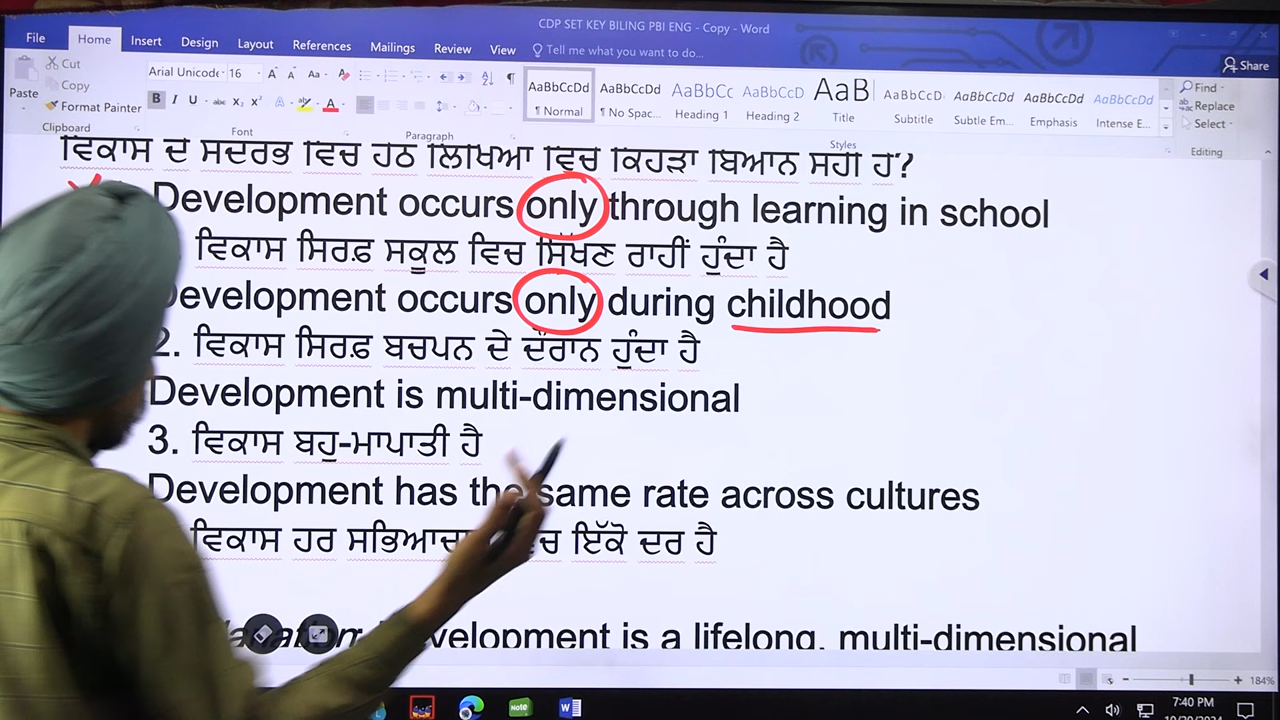 CDP SET KEY BILING PBI ENG - Copy - Word
File Home Insert Design Layout References Mailings Review View Tell me what you want to do... Share
Paste Cut Copy Format Painter Clipboard
Arial Unicode 16 Font
Paragraph
AaBbCcDd AaBbCcDd AaBbCc AaBbCcDd AaB AaBbCcD AaBbCcDd AaBbCcDd AaBbCcDd
¶ Normal ¶ No Spac... Heading 1 Heading 2 Title Subtitle Subtle Em... Emphasis Intense E...
Styles
Find Replace Select Editing
ਵਿਕਾਸ ਦੇ ਸੰਦਰਭ ਵਿਚ ਹੇਠ ਲਿਖਿਆਂ ਵਿਚ ਕਿਹੜਾ ਬਿਆਨ ਸਹੀ ਹੈ?
Development occurs only through learning in school
ਵਿਕਾਸ ਸਿਰਫ਼ ਸਕੂਲ ਵਿਚ ਸਿੱਖਣ ਰਾਹੀਂ ਹੁੰਦਾ ਹੈ
Development occurs only during childhood
2. ਵਿਕਾਸ ਸਿਰਫ਼ ਬਚਪਨ ਦੇ ਦੌਰਾਨ ਹੁੰਦਾ ਹੈ
Development is multi-dimensional
3. ਵਿਕਾਸ ਬਹੁ-ਮਾਪਾਤੀ ਹੈ
Development has the same rate across cultures
ਵਿਕਾਸ ਹਰ ਇੱਕੋ ਦਰ ਹੈ
Development is a lifelong, multi-dimensional
184%
Note
7:40 PM